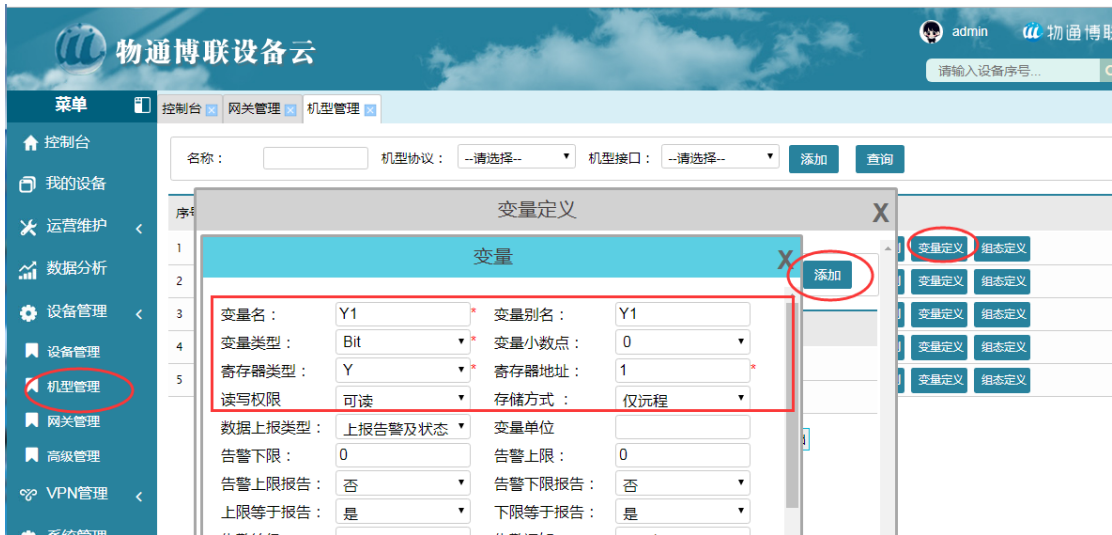 物通博联设备云
admin
物通博联
请输入设备序号...
菜单
控制台 网关管理 机型管理
控制台
我的设备
运营维护
数据分析
设备管理
设备管理
机型管理
网关管理
高级管理
VPN管理
系统管理
名称： 机型协议： --请选择-- 机型接口： --请选择-- 添加 查询
序号
1 变量定义 组态定义
2 变量定义 组态定义
3 变量定义 组态定义
4 变量定义 组态定义
5 变量定义 组态定义
变量定义 X
添加
变量 X
变量名： Y1 * 变量别名： Y1
变量类型： Bit * 变量小数点： 0
寄存器类型： Y * 寄存器地址： 1 *
读写权限 可读 存储方式 ： 仅远程
数据上报类型： 上报告警及状态 变量单位
告警下限： 0 告警上限： 0
告警上限报告： 否 告警下限报告： 否
上限等于报告： 是 下限等于报告： 是